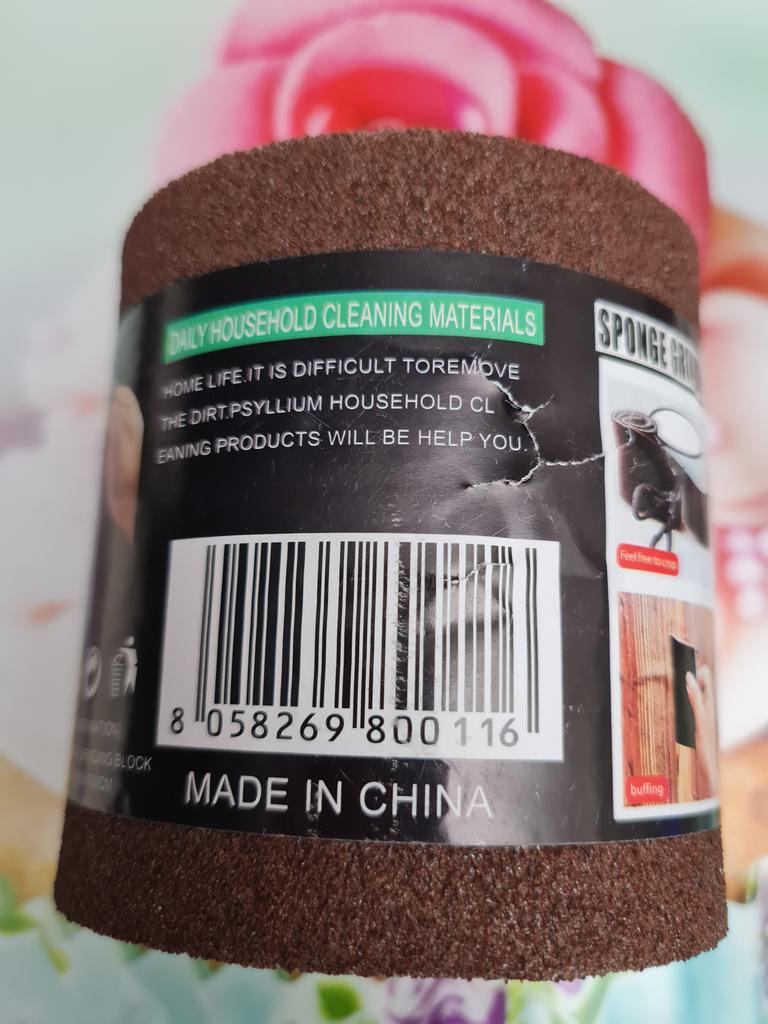 DAILY HOUSEHOLD CLEANING MATERIALS
HOME LIFE.IT IS DIFFICULT TOREMOVE
THE DIRT.PSYLLIUM HOUSEHOLD CL
EANING PRODUCTS WILL BE HELP YOU.
SPONGE
Feel free to crop
buffing
8 058269 800116
BLOCK
MADE IN CHINA